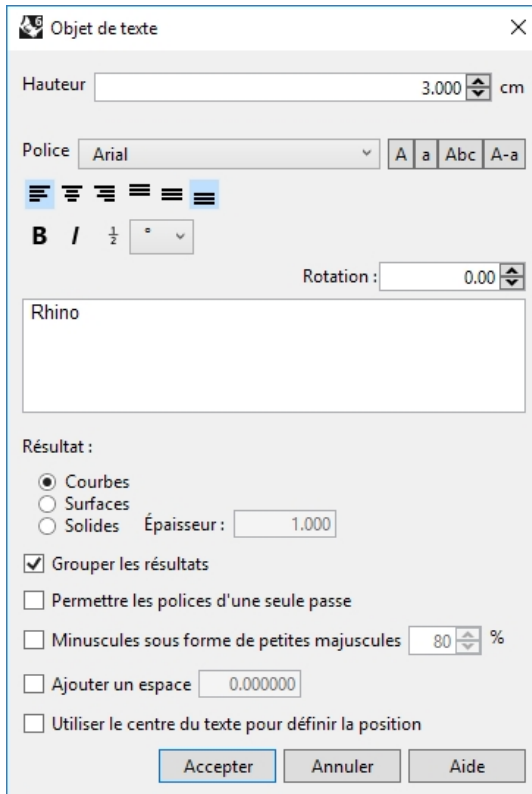 Objet de texte
Hauteur 3.000 cm
Police Arial A a Abc A-a
B I ½ °
Rotation : 0.00
Rhino
Résultat :
Courbes
Surfaces
Solides Épaisseur : 1.000
Grouper les résultats
Permettre les polices d'une seule passe
Minuscules sous forme de petites majuscules 80 %
Ajouter un espace 0.000000
Utiliser le centre du texte pour définir la position
Accepter Annuler Aide